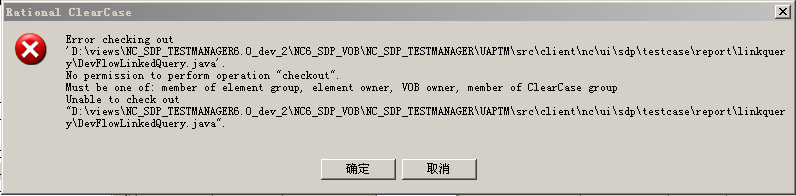 Rational ClearCase
Error checking out
'D:\views\NC_SDP_TESTMANAGER6.0_dev_2\NC6_SDP_VOB\NC_SDP_TESTMANAGER\UAPTM\src\client\nc\ui\sdp\testcase\report\linkquer
y\DevFlowLinkedQuery.java'.
No permission to perform operation "checkout".
Must be one of: member of element group, element owner, VOB owner, member of ClearCase group
Unable to check out
"D:\views\NC_SDP_TESTMANAGER6.0_dev_2\NC6_SDP_VOB\NC_SDP_TESTMANAGER\UAPTM\src\client\nc\ui\sdp\testcase\report\linkquer
y\DevFlowLinkedQuery.java".
确定 取消